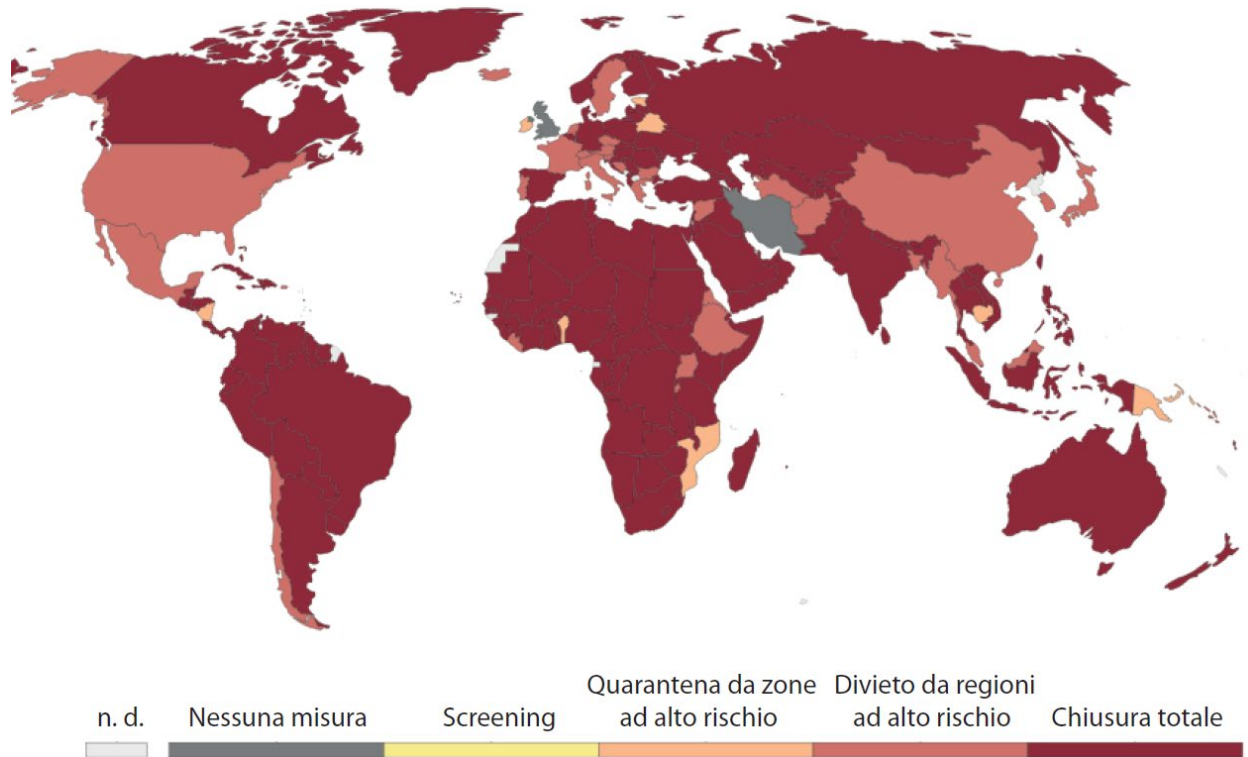 Quarantena da zone Divieto da regioni
n. d. Nessuna misura Screening ad alto rischio ad alto rischio Chiusura totale